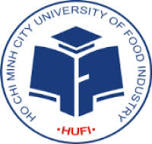 HO CHI MINH CITY UNIVERSITY OF FOOD INDUSTRY
• HUFI •